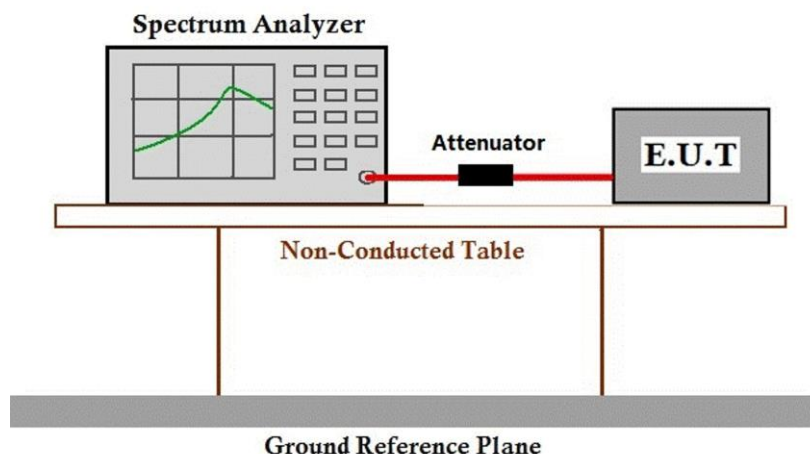 Spectrum Analyzer
Attenuator
E.U.T
Non-Conducted Table
Ground Reference Plane